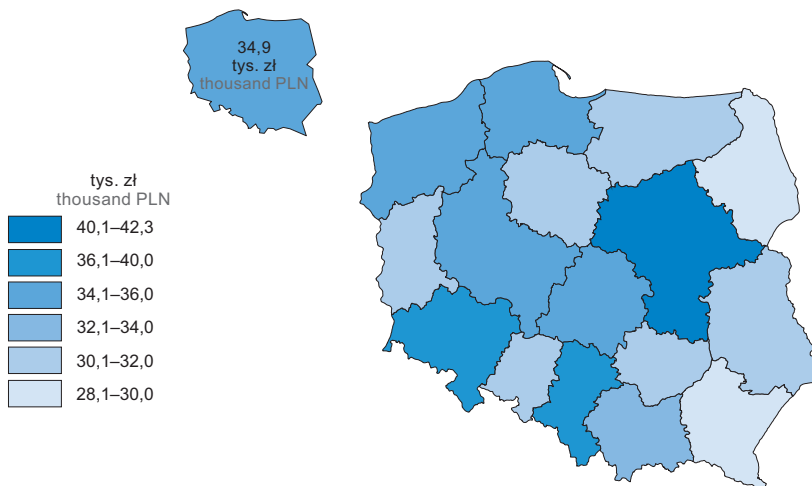 34,9
tys. zł
thousand PLN
tys. zł
thousand PLN
40,1–42,3
36,1–40,0
34,1–36,0
32,1–34,0
30,1–32,0
28,1–30,0